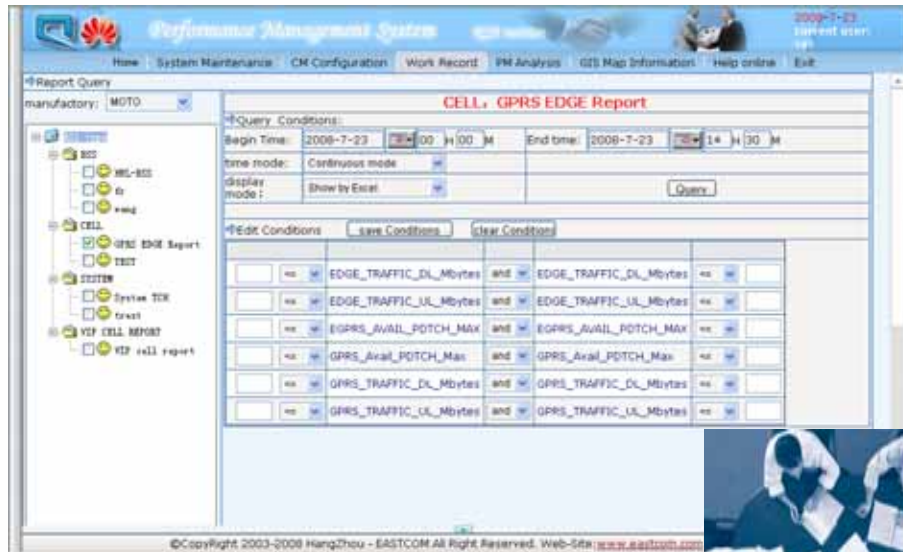 Performance Management System
2008-7-23
current user:
Home System Maintenance CM Configuration Work Record PM Analysis GIS Map Information Help online Exit
Report Query
manufactory: MOTO
CELL, GPRS EDGE Report
Query Conditions:
Begin Time: 2008-7-23 00 H 00 M End time: 2008-7-23 14 H 30 M
time mode: Continuous mode
display mode: Show by Excel Query
Edit Conditions save Conditions clear Condition
BSS
fr
wang
CELL
GPRS EDGE Report
TEST
SYSTEM
System TCH
VIP CELL REPORT
VIP cell report
<= EDGE_TRAFFIC_DL_Mbytes and EDGE_TRAFFIC_DL_Mbytes <=
<= EDGE_TRAFFIC_UL_Mbytes and EDGE_TRAFFIC_UL_Mbytes <=
<= EGPRS_AVAIL_PDTCH_MAX and EGPRS_AVAIL_PDTCH_MAX <=
<= GPRS_Avail_PDTCH_Max and GPRS_Avail_PDTCH_Max <=
<= GPRS_TRAFFIC_DL_Mbytes and GPRS_TRAFFIC_DL_Mbytes <=
<= GPRS_TRAFFIC_UL_Mbytes and GPRS_TRAFFIC_UL_Mbytes <=
©CopyRight 2003-2008 HangZhou - EASTCOM All Right Reserved. Web-Site: www.eastcom.com